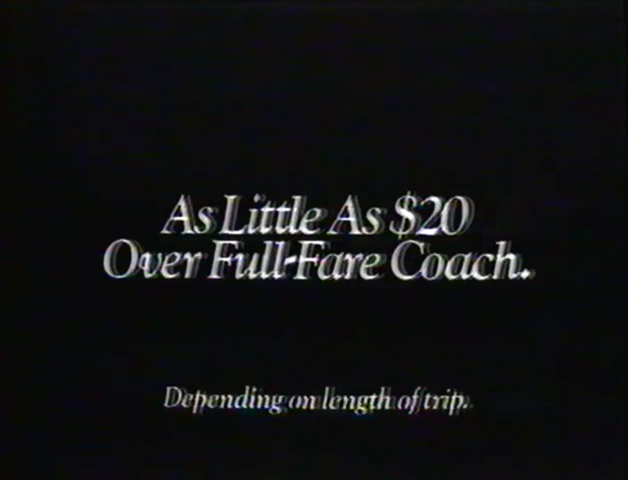 As Little As $20
Over Full-Fare Coach.
Depending on length of trip.